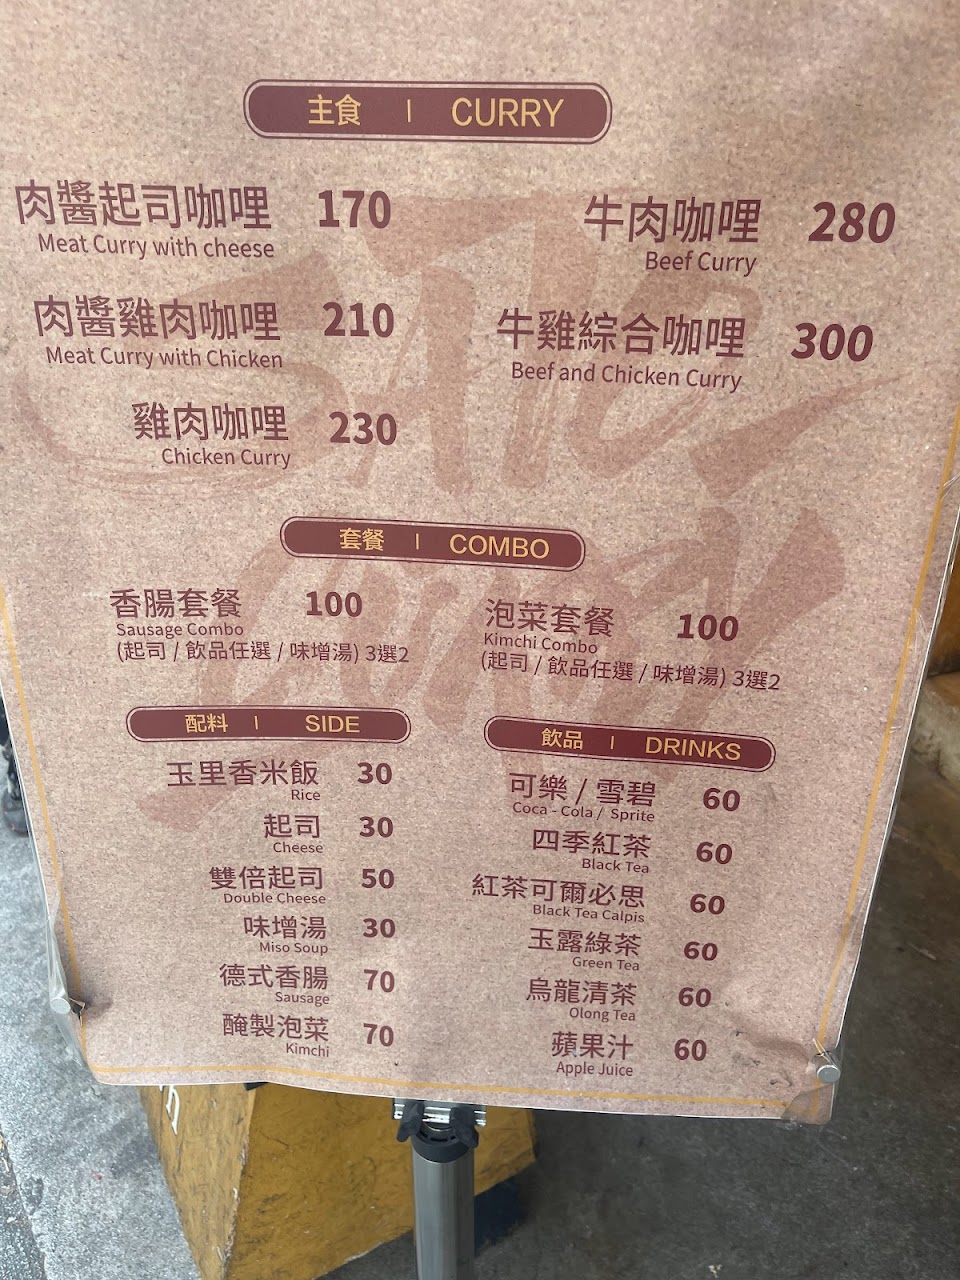 主食 | CURRY
肉醬起司咖哩 170
Meat Curry with cheese
肉醬雞肉咖哩 210
Meat Curry with Chicken
雞肉咖哩 230
Chicken Curry
牛肉咖哩 280
Beef Curry
牛雞綜合咖哩 300
Beef and Chicken Curry
套餐 | COMBO
香腸套餐 100
Sausage Combo
(起司 / 飲品任選 / 味增湯) 3選2
泡菜套餐 100
Kimchi Combo
(起司 / 飲品任選 / 味增湯) 3選2
配料 | SIDE
玉里香米飯 30
Rice
起司 30
Cheese
雙倍起司 50
Double Cheese
味增湯 30
Miso Soup
德式香腸 70
Sausage
醃製泡菜 70
Kimchi
飲品 | DRINKS
可樂 / 雪碧 60
Coca - Cola / Sprite
四季紅茶 60
Black Tea
紅茶可爾必思 60
Black Tea Calpis
玉露綠茶 60
Green Tea
烏龍清茶 60
Olong Tea
蘋果汁 60
Apple Juice